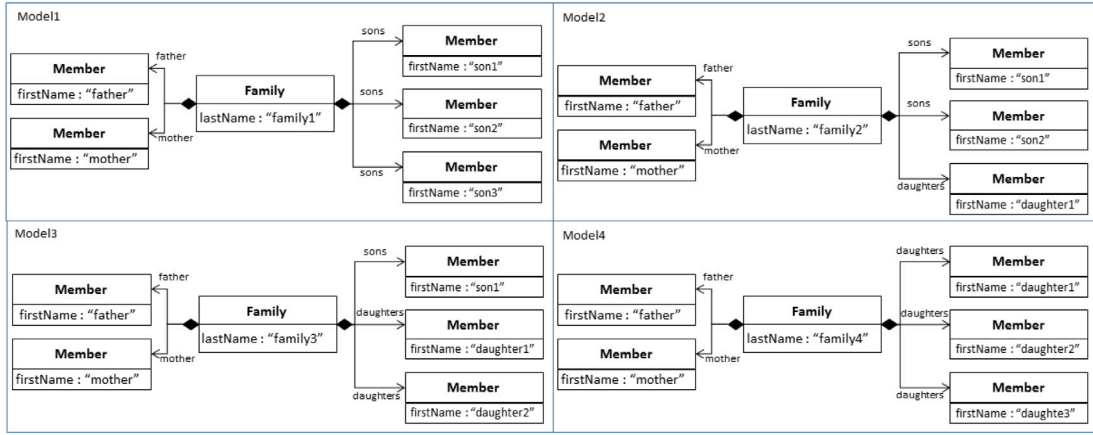 Model1
sons
father
Member
Member
firstName : "son1"
firstName : "father"
Family
sons
Member
lastName : "family1"
Member
mother
firstName : "son2"
firstName : "mother"
sons
Member
firstName : "son3"
Model2
sons
father
Member
Member
firstName : "son1"
firstName : "father"
Family
sons
Member
lastName : "family2"
Member
mother
firstName : "son2"
firstName : "mother"
Member
daughters
firstName : "daughter1"
Model3
sons
father
Member
Member
firstName : "son1"
firstName : "father"
Family
daughters
Member
lastName : "family3"
Member
mother
firstName : "daughter1"
firstName : "mother"
Member
daughters
firstName : "daughter2"
Model4
daughters
father
Member
Member
firstName : "daughter1"
firstName : "father"
Family
daughters
Member
lastName : "family4"
Member
mother
firstName : "daughter2"
firstName : "mother"
Member
daughters
firstName : "daughte3"